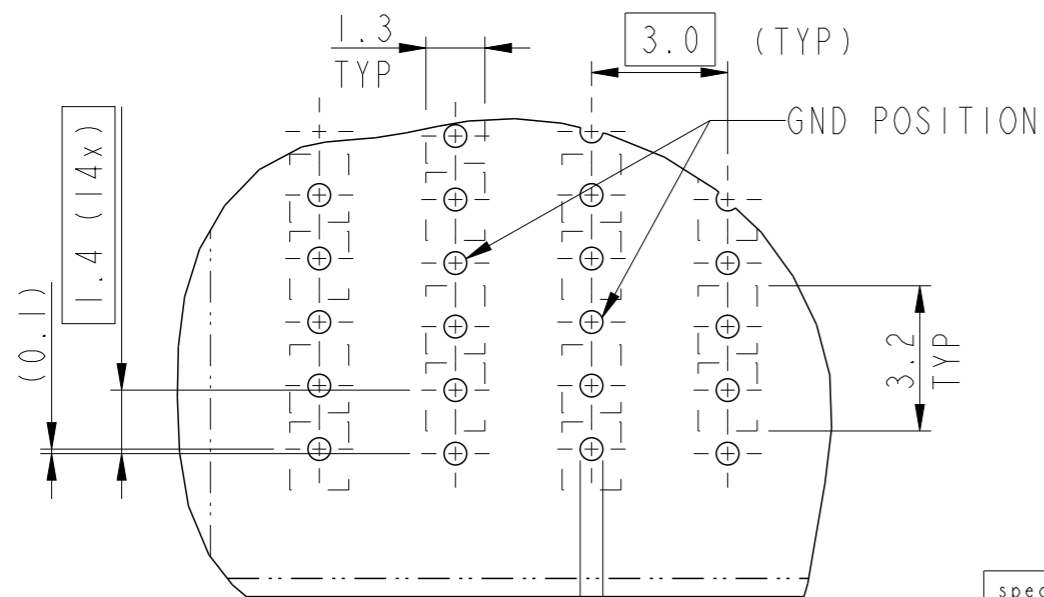 1.3
TYP
3.0 (TYP)
GND POSITION
1.4 (14x)
(0.1)
3.2
TYP
spec